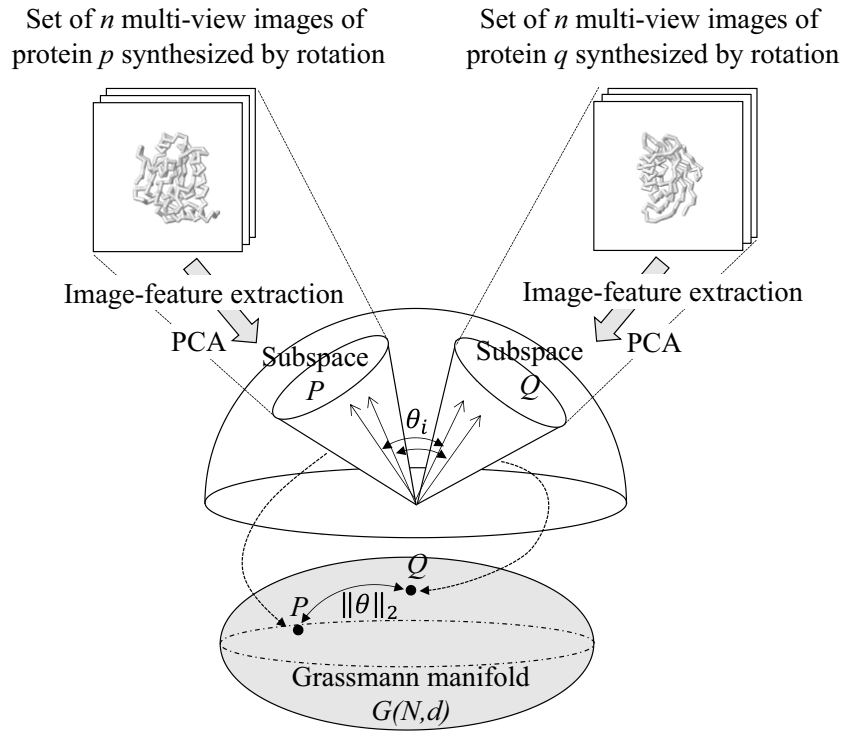 Set of n multi-view images of
protein p synthesized by rotation
Set of n multi-view images of
protein q synthesized by rotation
Image-feature extraction
PCA
Image-feature extraction
PCA
Subspace
P
Subspace
Q
θi
Q
P
‖θ‖2
Grassmann manifold
G(N,d)